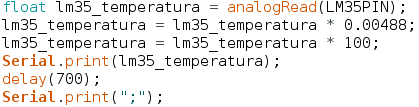 float lm35_temperatura = analogRead(LM35PIN);
lm35_temperatura = lm35_temperatura * 0.00488;
lm35_temperatura = lm35_temperatura * 100;
Serial.print(lm35_temperatura);
delay(700);
Serial.print(";");